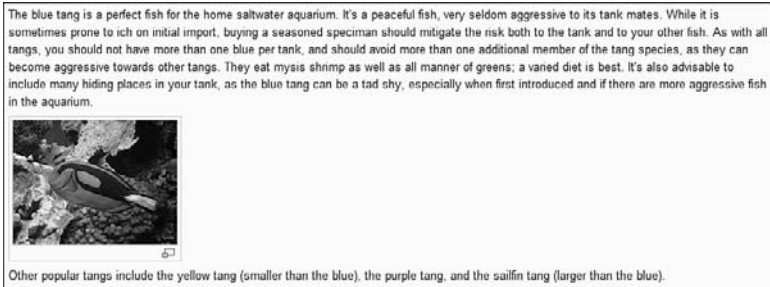 The blue tang is a perfect fish for the home saltwater aquarium. It's a peaceful fish, very seldom aggressive to its tank mates. While it is
sometimes prone to ich on initial import, buying a seasoned speciman should mitigate the risk both to the tank and to your other fish. As with all
tangs, you should not have more than one blue per tank, and should avoid more than one additional member of the tang species, as they can
become aggressive towards other tangs. They eat mysis shrimp as well as all manner of greens; a varied diet is best. It's also advisable to
include many hiding places in your tank, as the blue tang can be a tad shy, especially when first introduced and if there are more aggressive fish
in the aquarium.
Other popular tangs include the yellow tang (smaller than the blue), the purple tang, and the sailfin tang (larger than the blue).